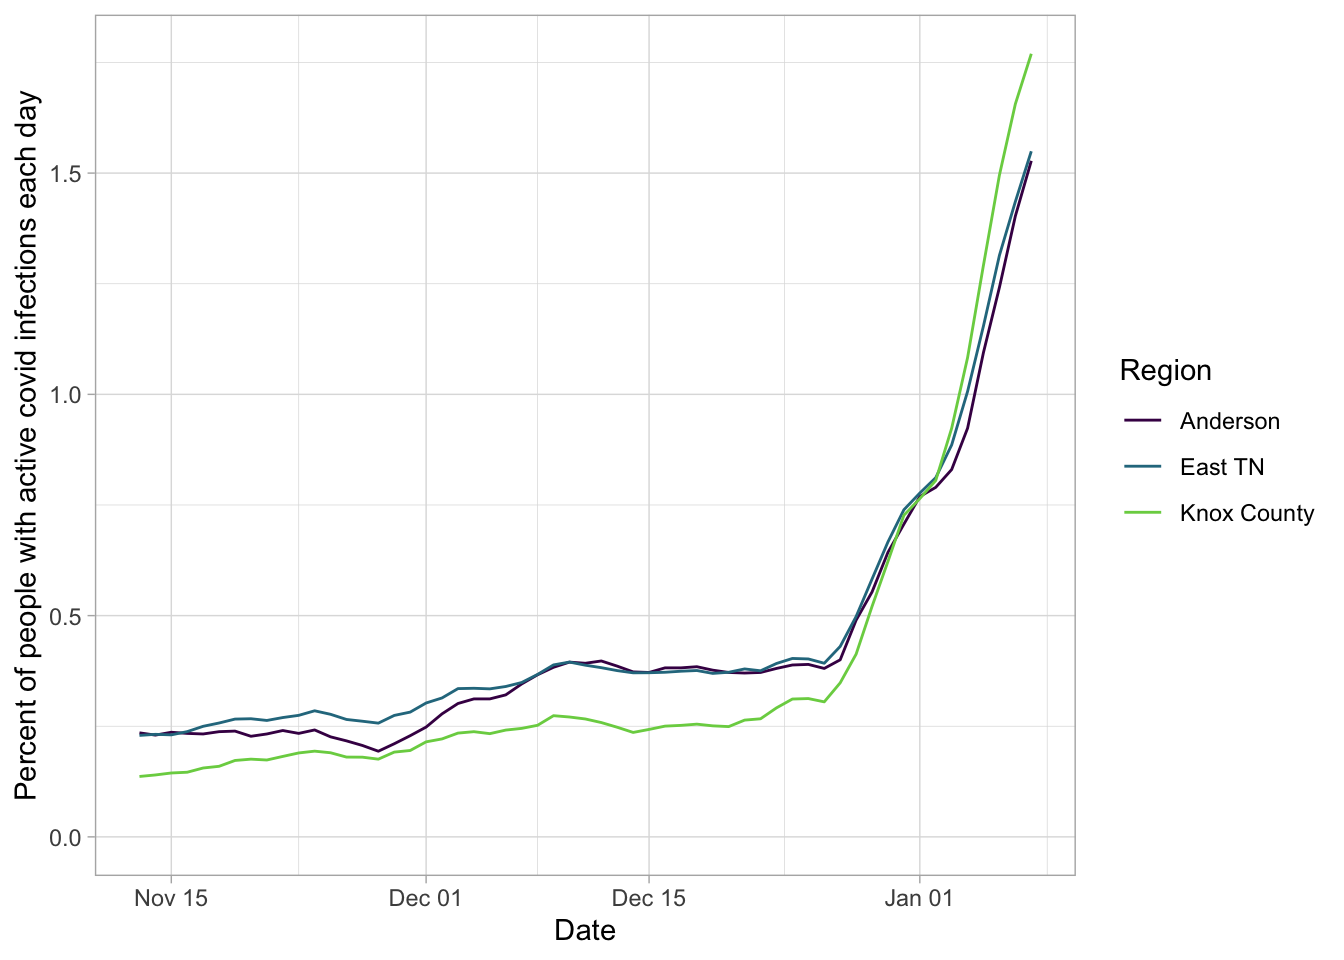 Percent of people with active covid infections each day
1.5
1.0
0.5
0.0
Nov 15
Dec 01
Dec 15
Jan 01
Date
Region
Anderson
East TN
Knox County